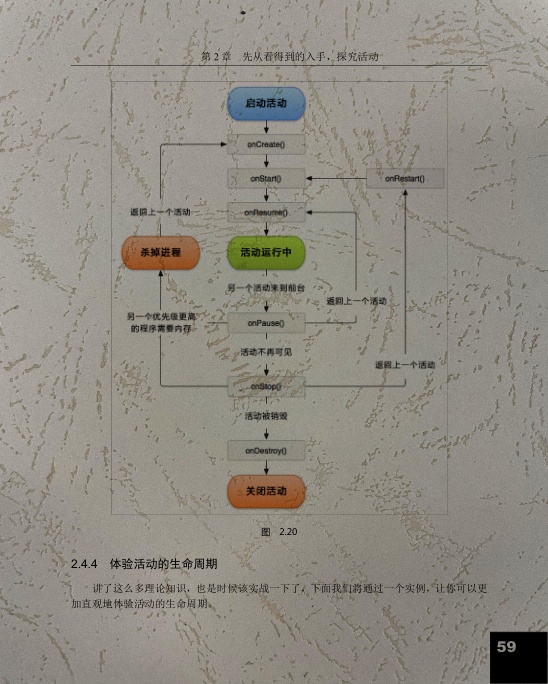 第 2 章　先从看得到的入手，探究活动
启动活动
onCreate()
onStart()
onRestart()
onResume()
返回上一个活动
杀掉进程
活动运行中
另一个活动来到前台
返回上一个活动
另一个优先级更高
的程序需要内存
onPause()
活动不再可见
返回上一个活动
onStop()
活动被销毁
onDestroy()
关闭活动
图　2.20
2.4.4　体验活动的生命周期
讲了这么多理论知识，也是时候该实战一下了，下面我们将通过一个实例，让你可以更
加直观地体验活动的生命周期。
59